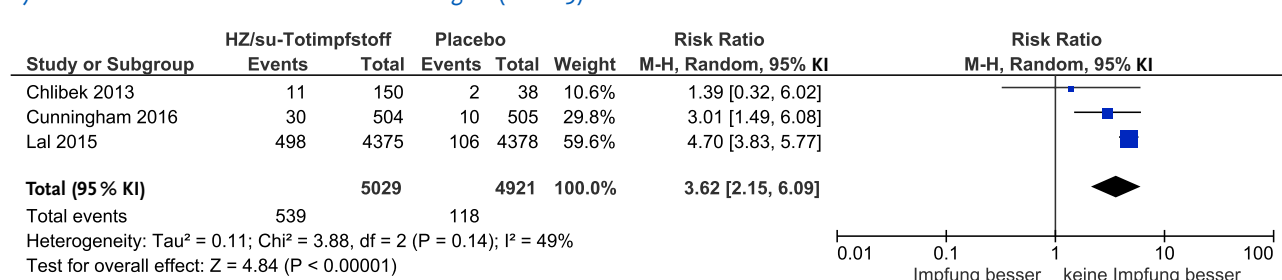 HZ/su-Totimpfstoff Placebo Risk Ratio Risk Ratio
Study or Subgroup Events Total Events Total Weight M-H, Random, 95% KI M-H, Random, 95% KI
Chlibek 2013 11 150 2 38 10.6% 1.39 [0.32, 6.02]
Cunningham 2016 30 504 10 505 29.8% 3.01 [1.49, 6.08]
Lal 2015 498 4375 106 4378 59.6% 4.70 [3.83, 5.77]
Total (95% KI) 5029 4921 100.0% 3.62 [2.15, 6.09]
Total events 539 118
Heterogeneity: Tau² = 0.11; Chi² = 3.88, df = 2 (P = 0.14); I² = 49%
Test for overall effect: Z = 4.84 (P < 0.00001)
0.01 0.1 1 10 100
Impfung besser keine Impfung besser